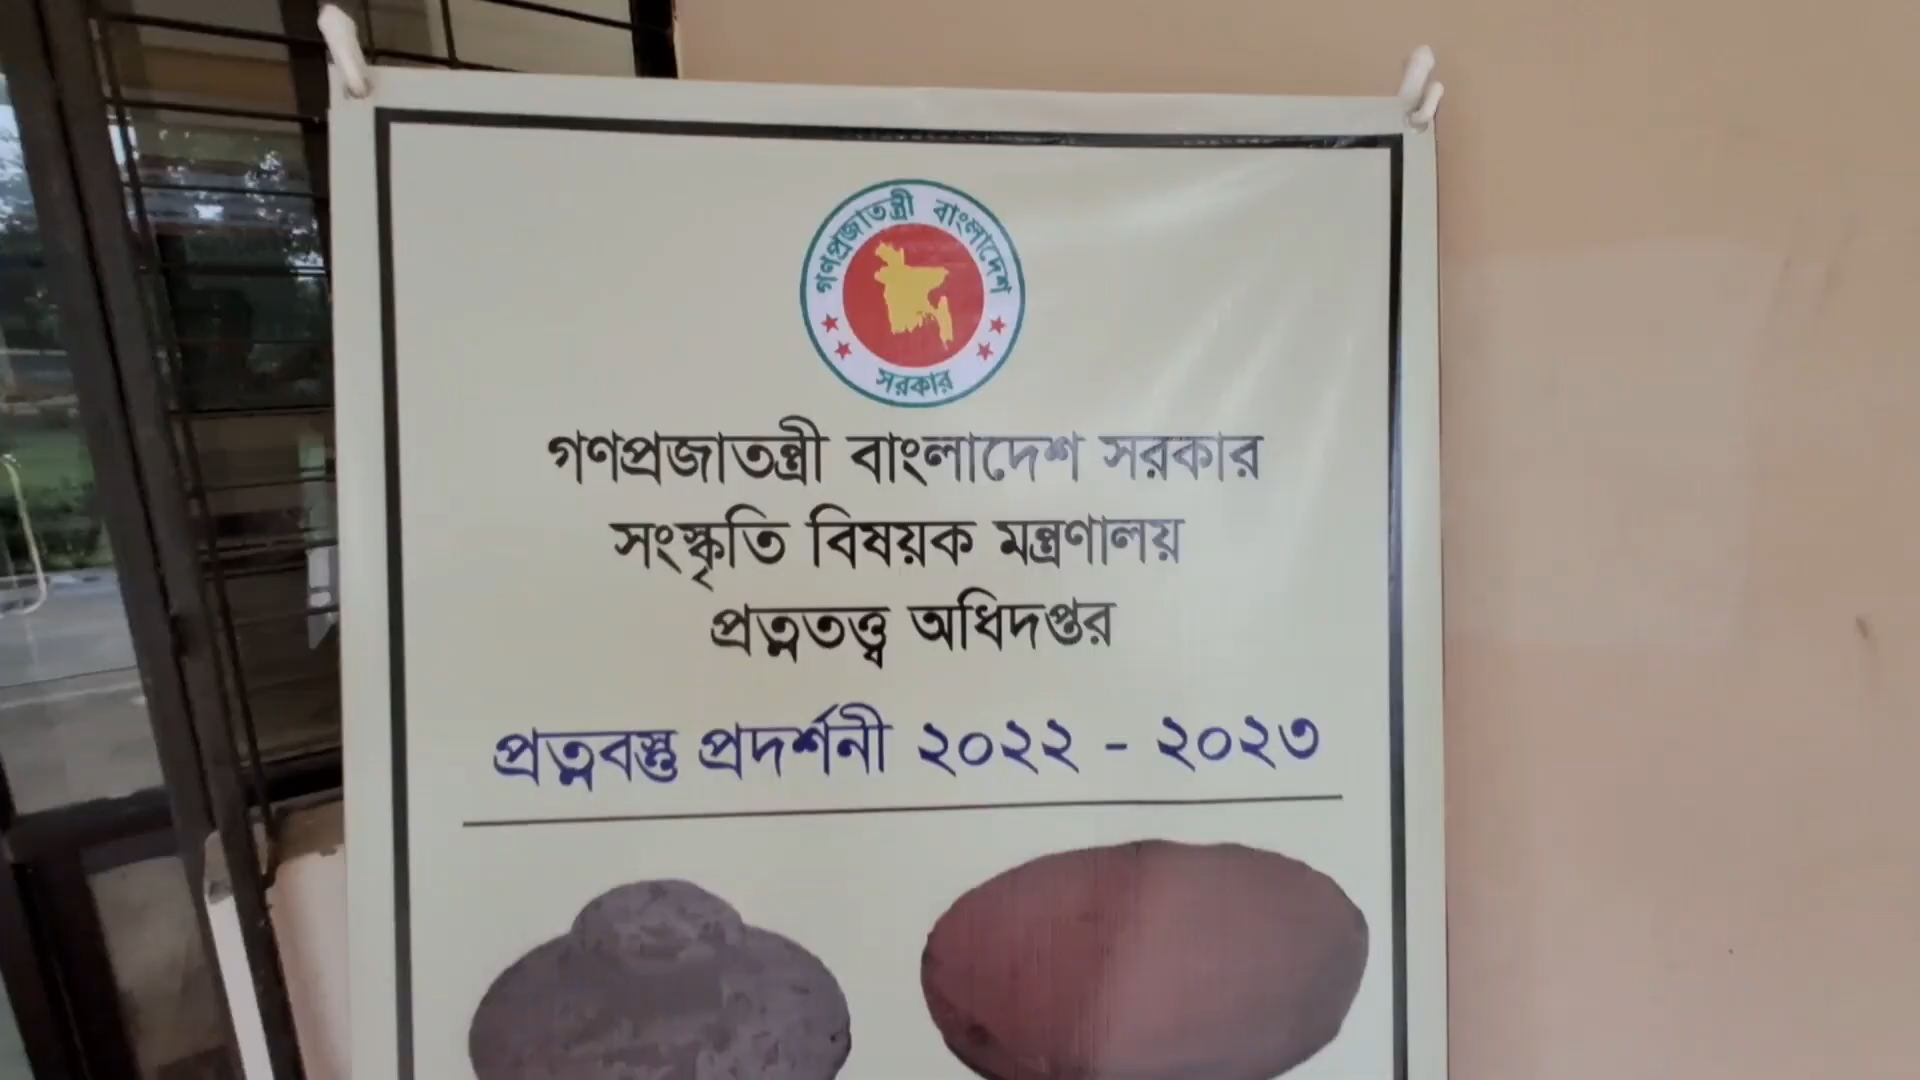 গণপ্রজাতন্ত্রী বাংলাদেশ
সরকার
গণপ্রজাতন্ত্রী বাংলাদেশ সরকার
সংস্কৃতি বিষয়ক মন্ত্রণালয়
প্রত্নতত্ত্ব অধিদপ্তর
প্রত্নবস্তু প্রদর্শনী ২০২২ - ২০২৩